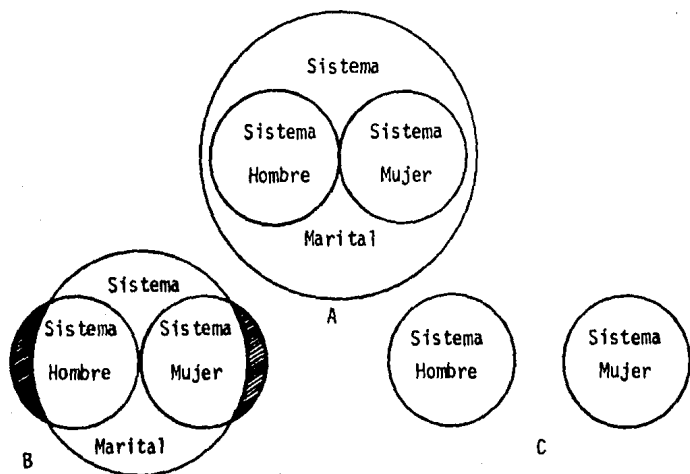 Sistema
Sistema Sistema
Hombre Mujer
Marital
A
Sistema
Sistema Sistema
Hombre Mujer
Marital
B
Sistema Sistema
Hombre Mujer
C